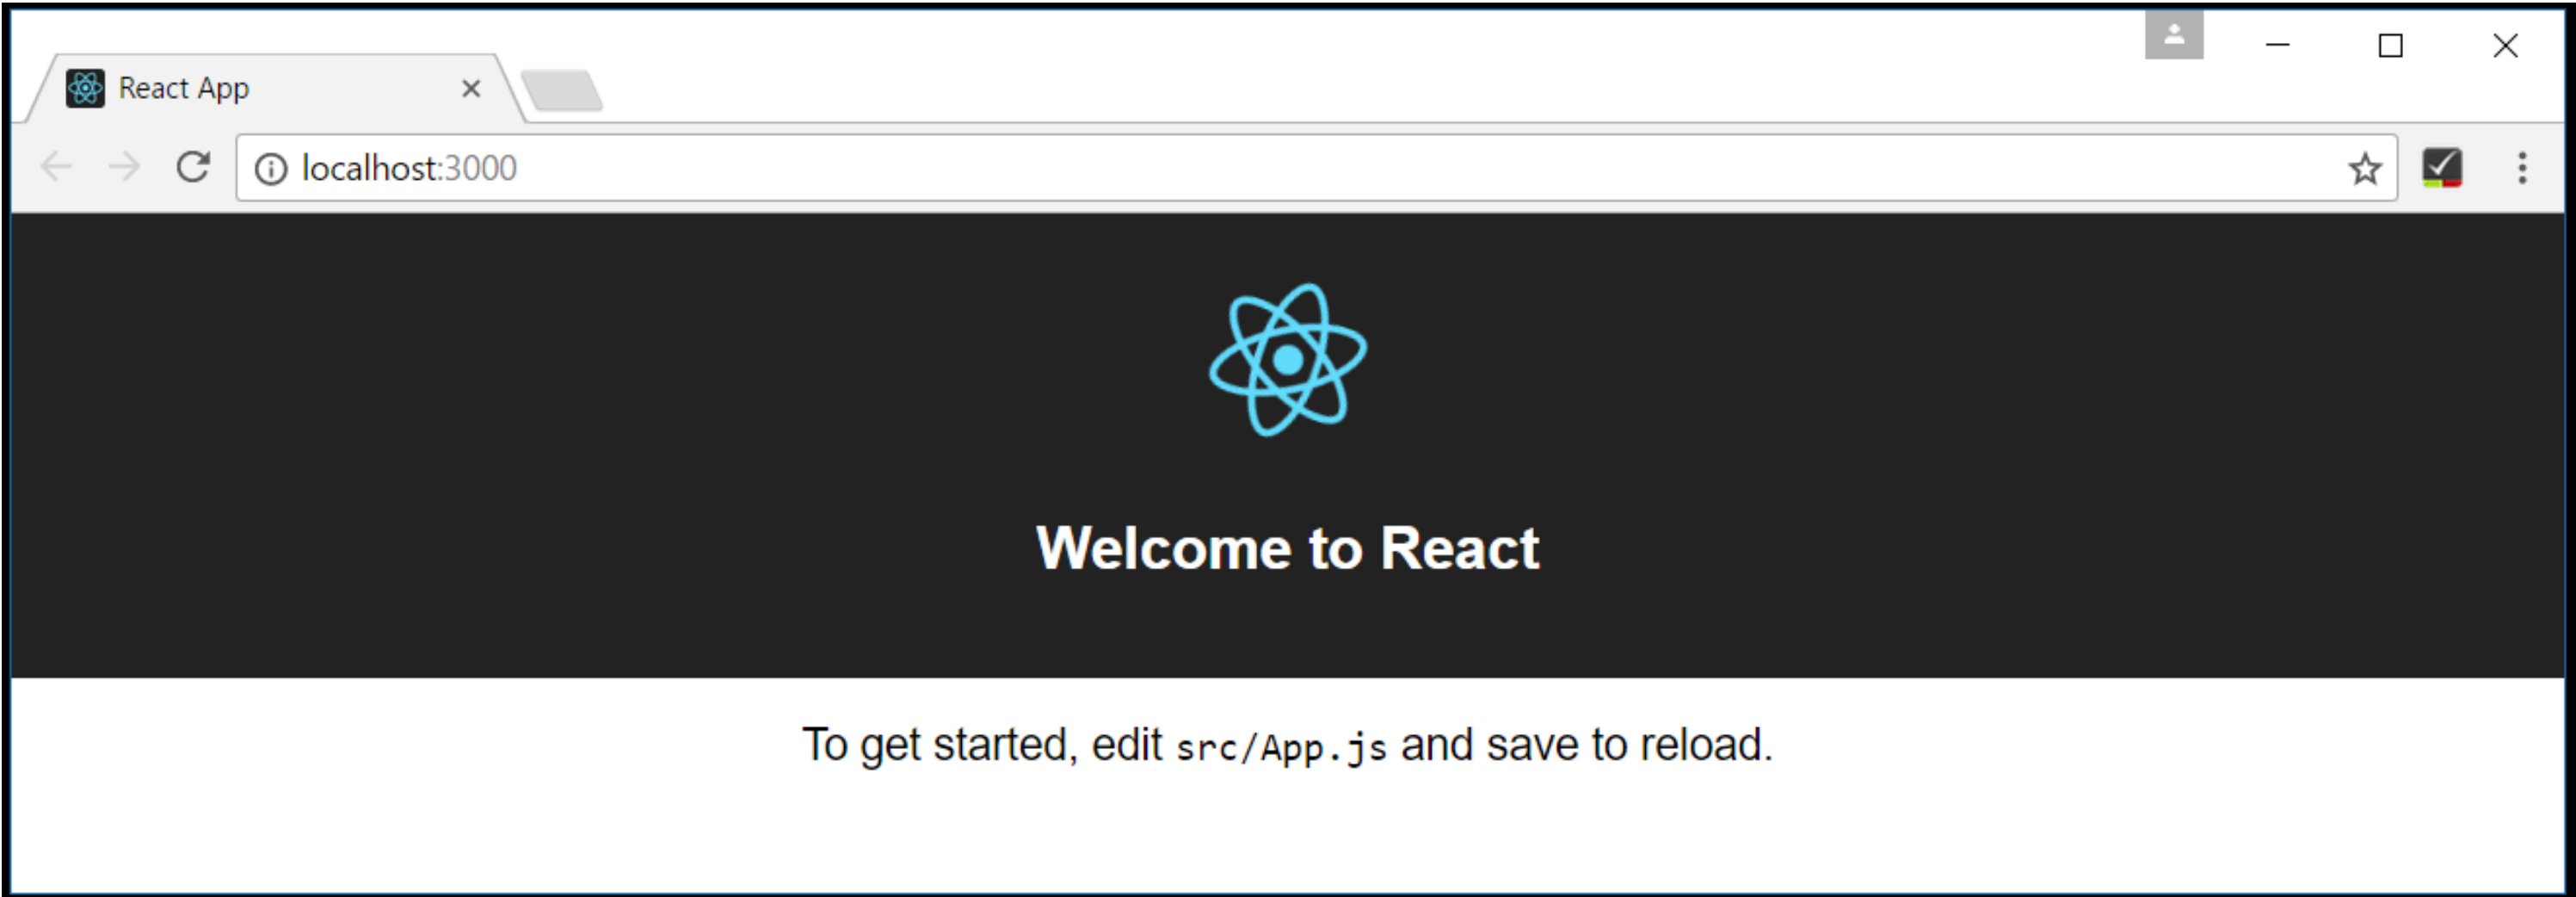 React App
localhost:3000
Welcome to React
To get started, edit src/App.js and save to reload.